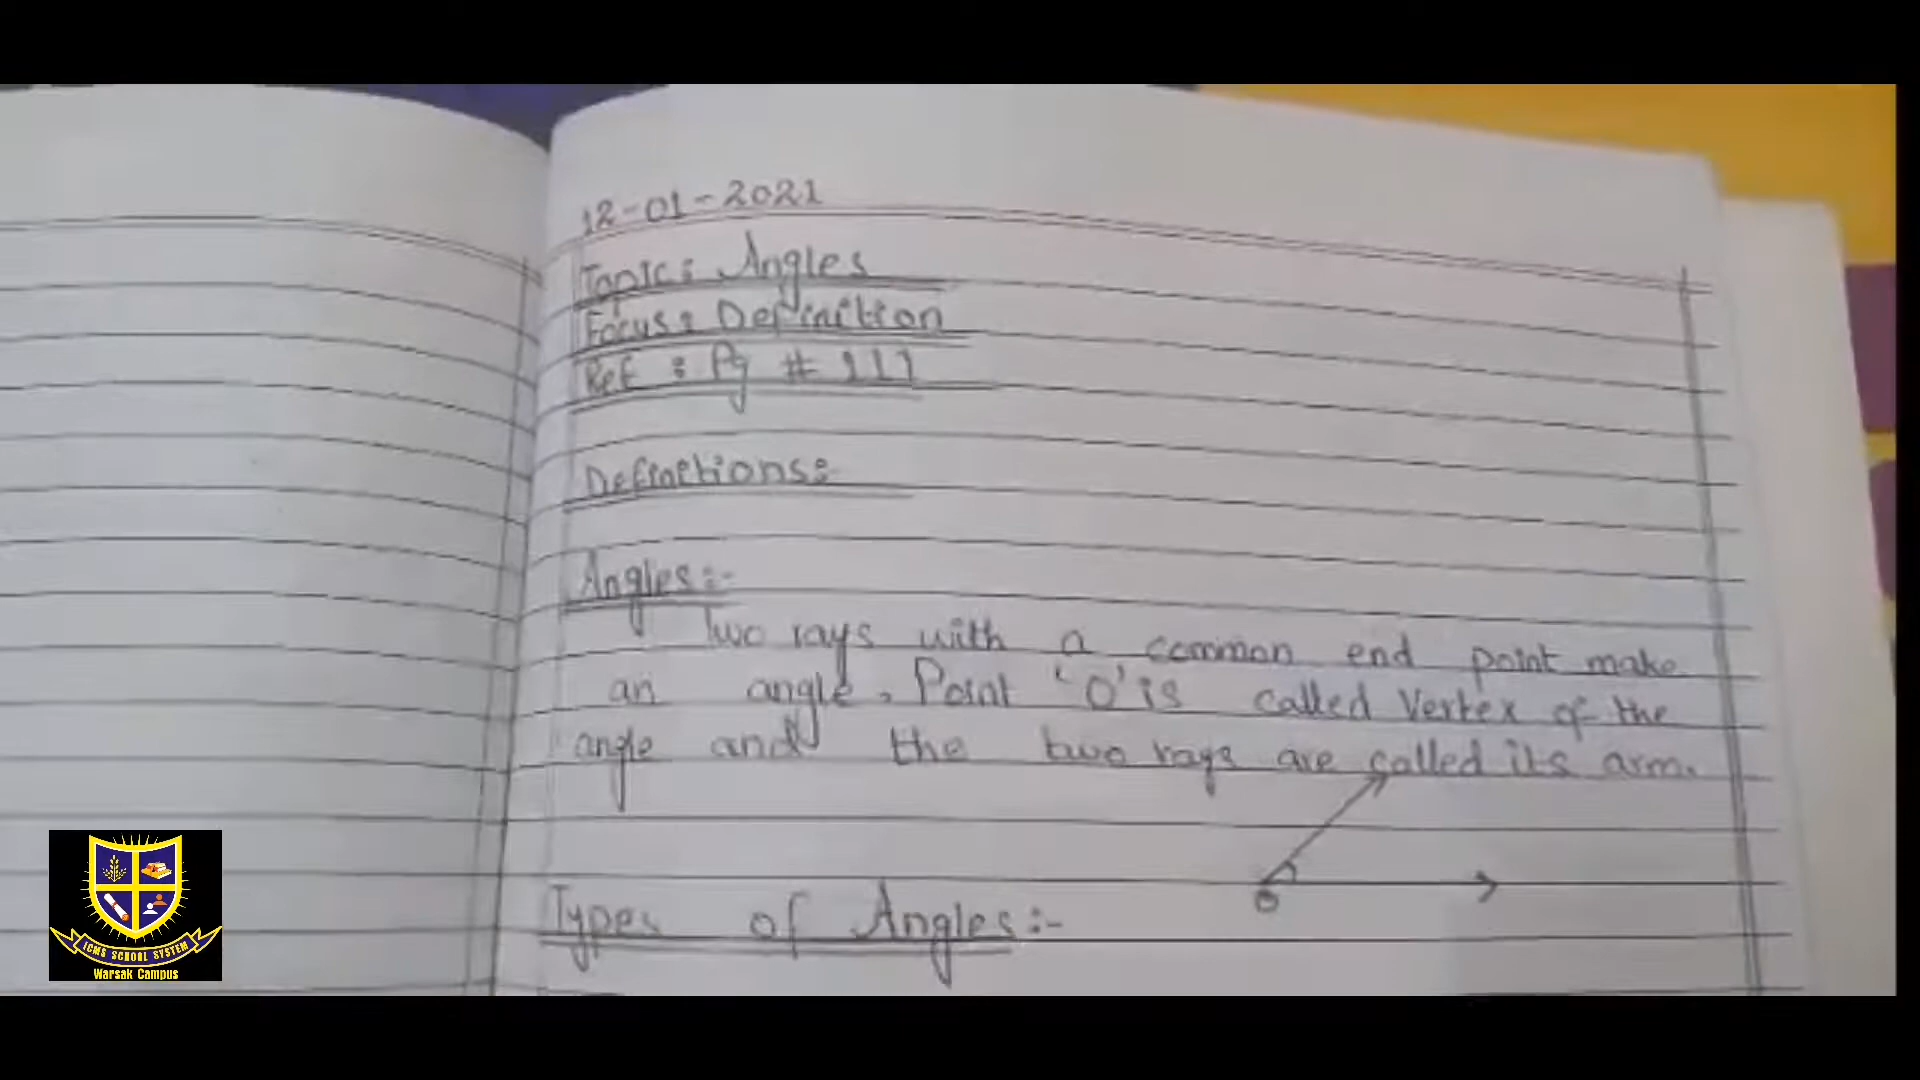 12-01-2021
Topic: Angles
Focus: Definition
Ref : Pg # 111
Definitions:-
Angles:-
Two rays with a common end point make
an angle. Point 'O' is called Vertex of the
angle and the two rays are called its arm.
O
Types of Angles:-
ICMS SCHOOL SYSTEM
Warsak Campus